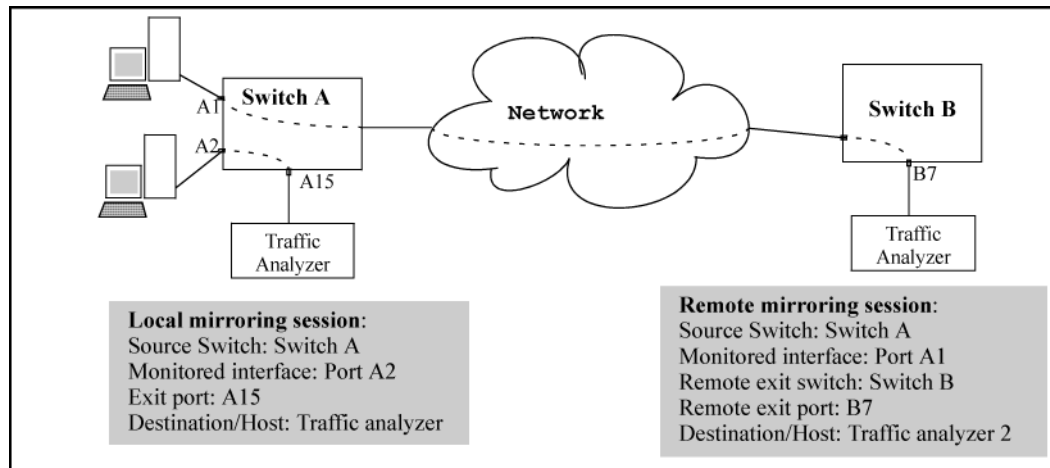 Switch A
A1
A2
A15
Network
Switch B
B7
Traffic
Analyzer
Traffic
Analyzer
Local mirroring session:
Source Switch: Switch A
Monitored interface: Port A2
Exit port: A15
Destination/Host: Traffic analyzer
Remote mirroring session:
Source Switch: Switch A
Monitored interface: Port A1
Remote exit switch: Switch B
Remote exit port: B7
Destination/Host: Traffic analyzer 2